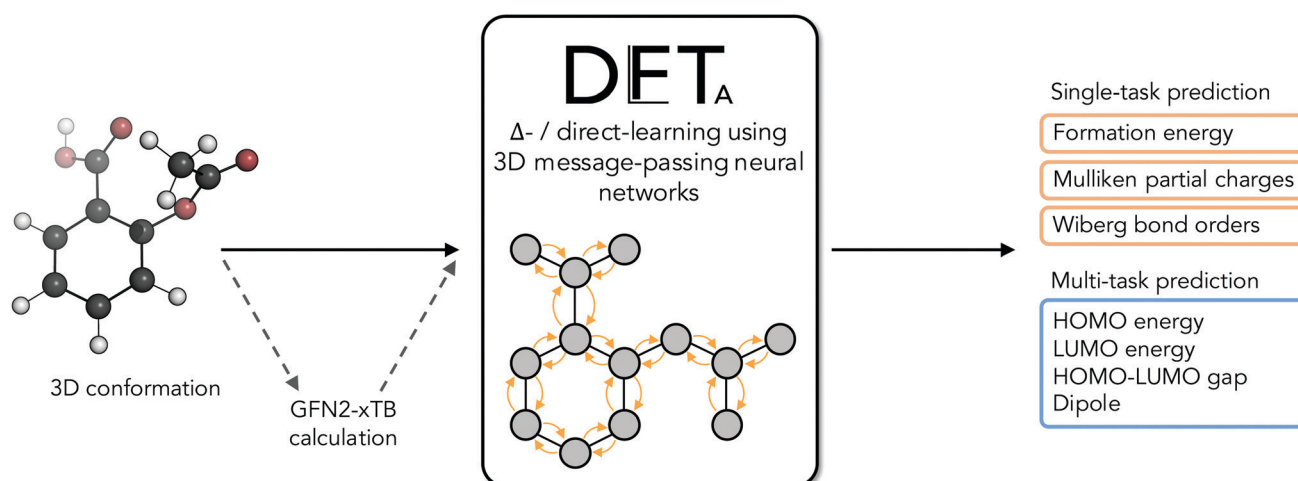 DFT
A
Δ- / direct-learning using
3D message-passing neural
networks
3D conformation
GFN2-xTB
calculation
Single-task prediction
Formation energy
Mulliken partial charges
Wiberg bond orders
Multi-task prediction
HOMO energy
LUMO energy
HOMO-LUMO gap
Dipole